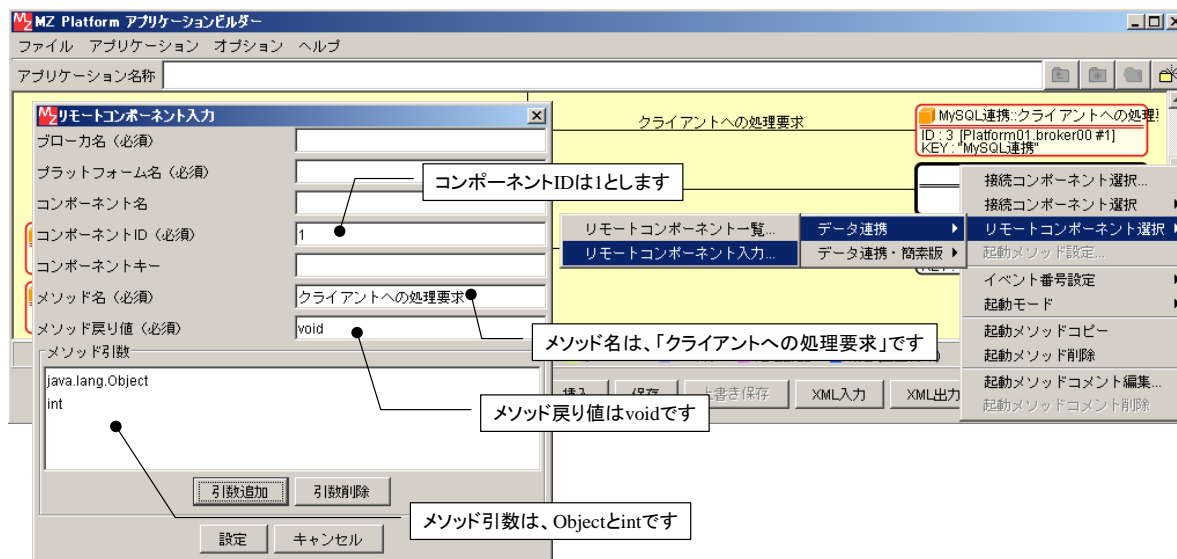 MZ Platform アプリケーションビルダー
ファイル アプリケーション オプション ヘルプ
アプリケーション名称
リモートコンポーネント入力
ブローカ名（必須）
プラットフォーム名（必須）
コンポーネント名
コンポーネントID（必須）
1
コンポーネントキー
メソッド名（必須）
クライアントへの処理要求
メソッド戻り値（必須）
void
メソッド引数
java.lang.Object
int
引数追加 引数削除
設定 キャンセル
コンポーネントIDは1とします
メソッド名は、「クライアントへの処理要求」です
メソッド戻り値はvoidです
メソッド引数は、Objectとintです
クライアントへの処理要求
MySQL連携::クライアントへの処理
ID : 3 [Platform01.broker00 #1]
KEY : "MySQL連携"
リモートコンポーネント一覧...
リモートコンポーネント入力...
データ連携
データ連携・簡素版
接続コンポーネント選択...
接続コンポーネント選択
リモートコンポーネント選択
起動メソッド設定...
イベント番号設定
起動モード
起動メソッドコピー
起動メソッド削除
起動メソッドコメント編集...
起動メソッドコメント削除
上書き保存 XML入力 XML出力